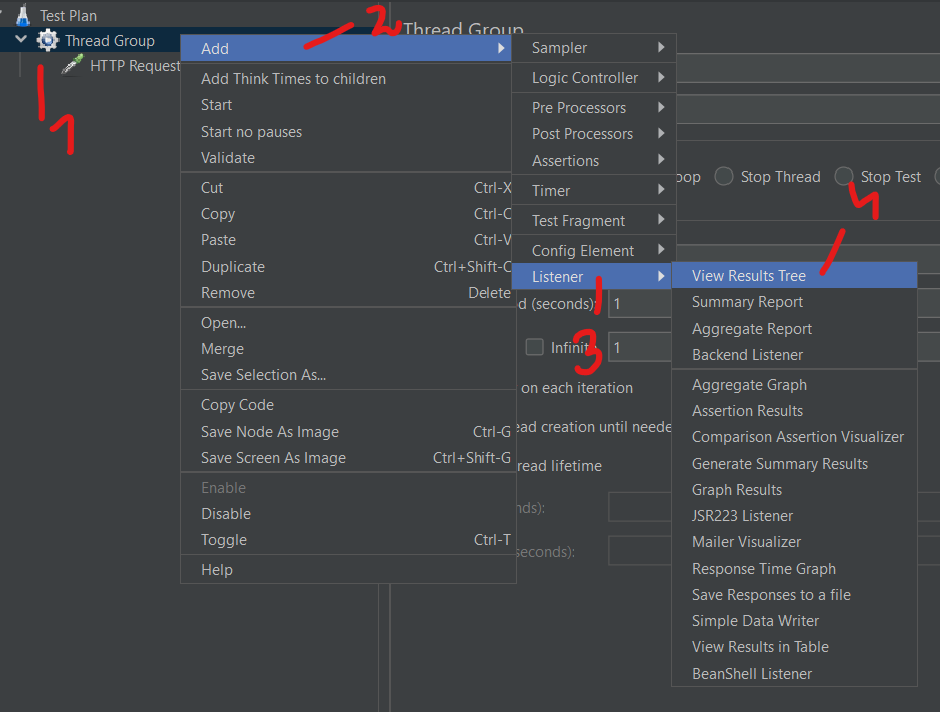 Test Plan
Thread Group
HTTP Request
1
2
Add
Add Think Times to children
Start
Start no pauses
Validate
Cut Ctrl-X
Copy Ctrl-C
Paste Ctrl-V
Duplicate Ctrl+Shift-C
Remove Delete
Open...
Merge
Save Selection As...
Copy Code
Save Node As Image Ctrl-G
Save Screen As Image Ctrl+Shift-G
Enable
Disable
Toggle Ctrl-T
Help
Sampler
Logic Controller
Pre Processors
Post Processors
Assertions
Timer
Test Fragment
Config Element
Listener
3
Thread Group
Stop Thread
Stop Test
4
(seconds): 1
Infinite 1
on each iteration
creation until
lifetime
seconds):
View Results Tree
Summary Report
Aggregate Report
Backend Listener
Aggregate Graph
Assertion Results
Comparison Assertion Visualizer
Generate Summary Results
Graph Results
JSR223 Listener
Mailer Visualizer
Response Time Graph
Save Responses to a file
Simple Data Writer
View Results in Table
BeanShell Listener